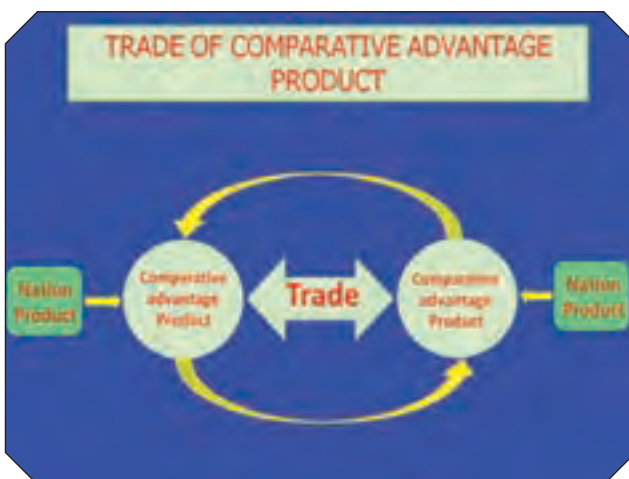 TRADE OF COMPARATIVE ADVANTAGE
PRODUCT
Nation
Product
Comparative
advantage
Product
Trade
Comparative
advantage
Product
Nation
Product